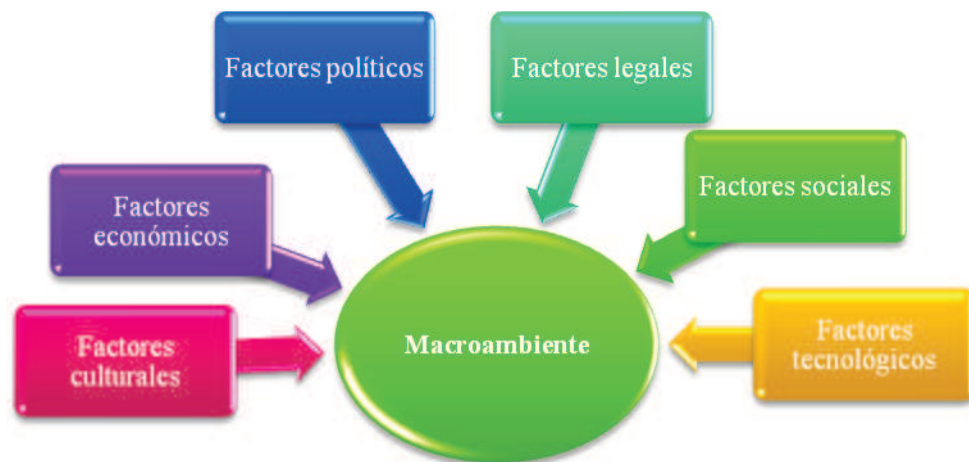 Factores políticos
Factores legales
Factores sociales
Factores
económicos
Factores
culturales
Macroambiente
Factores
tecnológicos